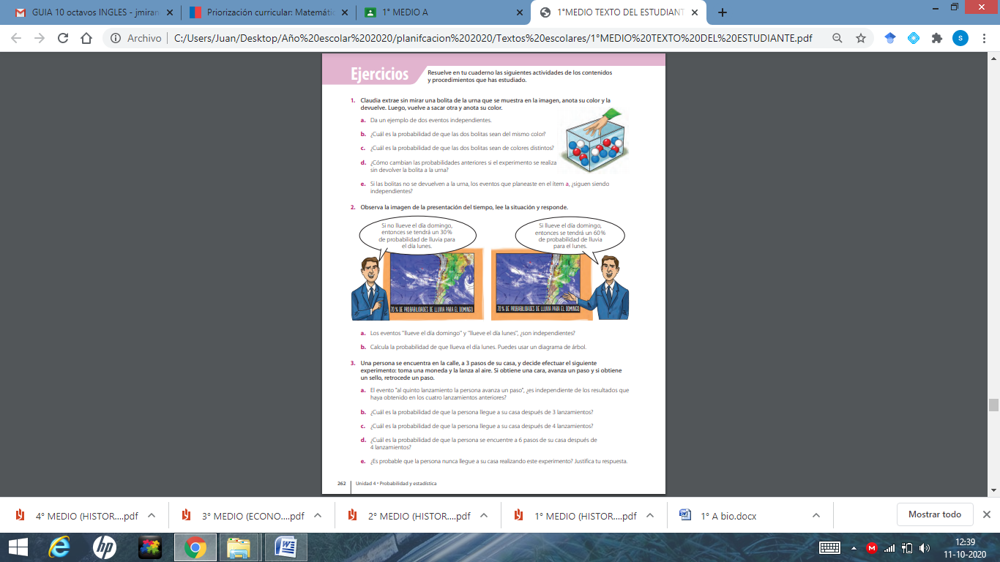 GUIA 10 octavos INGLES - jmiran
Priorización curricular: Matemátic
1° MEDIO A
1°MEDIO TEXTO DEL ESTUDIANT
Archivo
C:/Users/Juan/Desktop/Año%20escolar%202020/planifcacion%202020/Textos%20escolares/1°MEDIO%20TEXTO%20DEL%20ESTUDIANTE.pdf
S
Ejercicios
Resuelve en tu cuaderno las siguientes actividades de los contenidos
y procedimientos que has estudiado.
1. Claudia extrae sin mirar una bolita de la urna que se muestra en la imagen, anota su color y la
devuelve. Luego, vuelve a sacar otra y anota su color.
a. Da un ejemplo de dos eventos independientes.
b. ¿Cuál es la probabilidad de que las dos bolitas sean del mismo color?
c. ¿Cuál es la probabilidad de que las dos bolitas sean de colores distintos?
d. ¿Cómo cambian las probabilidades anteriores si el experimento se realiza
sin devolver la bolita a la urna?
e. Si las bolitas no se devuelven a la urna, los eventos que planeaste en el ítem a, ¿siguen siendo
independientes?
2. Observa la imagen de la presentación del tiempo, lee la situación y responde.
Si no llueve el día domingo,
entonces se tendrá un 30%
de probabilidad de lluvia para
el día lunes.
Si llueve el día domingo,
entonces se tendrá un 60%
de probabilidad de lluvia
para el lunes.
70 % DE PROBABILIDADES DE LLUVIA PARA EL DOMINGO
70 % DE PROBABILIDADES DE LLUVIA PARA EL DOMINGO
a. Los eventos "llueve el día domingo" y "llueve el día lunes", ¿son independientes?
b. Calcula la probabilidad de que llueva el día lunes. Puedes usar un diagrama de árbol.
3. Una persona se encuentra en la calle, a 3 pasos de su casa, y decide efectuar el siguiente
experimento: toma una moneda y la lanza al aire. Si obtiene una cara, avanza un paso y si obtiene
un sello, retrocede un paso.
a. El evento "al quinto lanzamiento la persona avanza un paso", ¿es independiente de los resultados que
haya obtenido en los cuatro lanzamientos anteriores?
b. ¿Cuál es la probabilidad de que la persona llegue a su casa después de 3 lanzamientos?
c. ¿Cuál es la probabilidad de que la persona llegue a su casa después de 4 lanzamientos?
d. ¿Cuál es la probabilidad de que la persona se encuentre a 6 pasos de su casa después de
4 lanzamientos?
e. ¿Es probable que la persona nunca llegue a su casa realizando este experimento? Justifica tu respuesta.
262 Unidad 4 • Probabilidad y estadística
4° MEDIO (HISTOR....pdf
3° MEDIO (ECONO....pdf
2° MEDIO (HISTOR....pdf
1° MEDIO (HISTOR....pdf
1° A bio.docx
Mostrar todo
12:39
11-10-2020